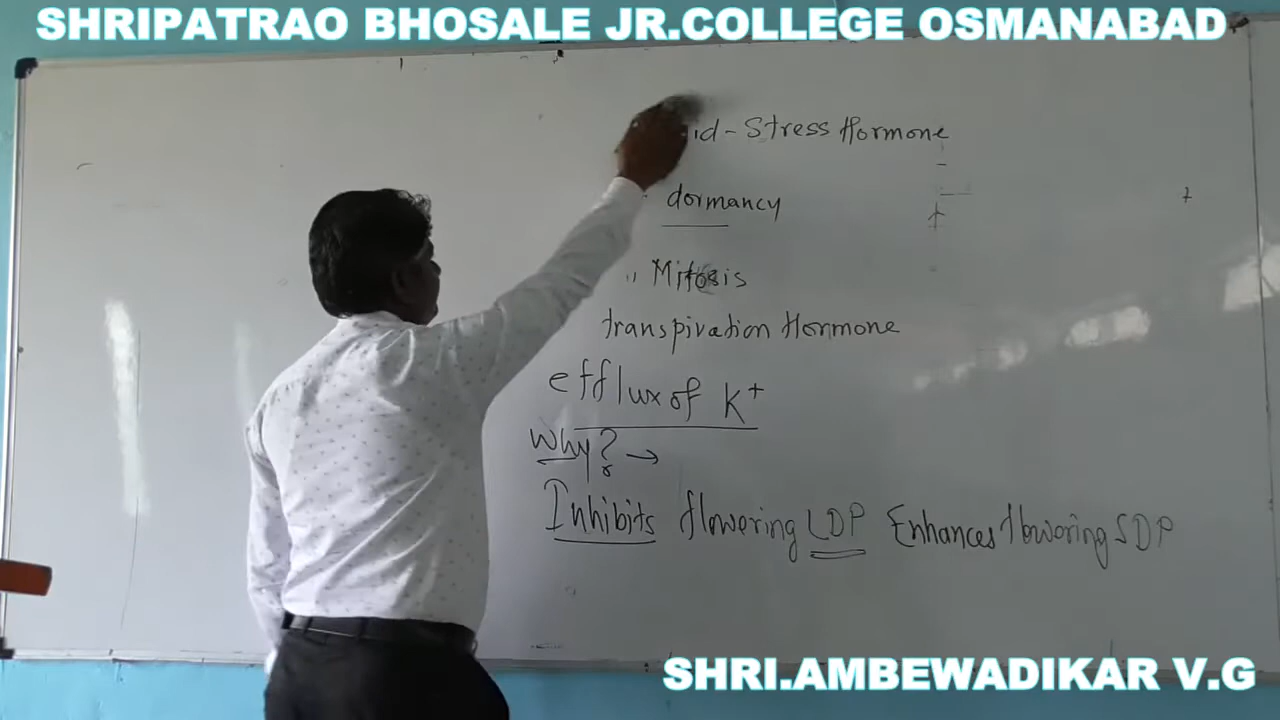 SHRIPATRAO BHOSALE JR.COLLEGE OSMANABAD
id - Stress Hormone
dormancy
" Mitosis
transpiration Hormone
efflux of K+
Why? →
Inhibits flowering LDP Enhances flowering SDP
SHRI.AMBEWADIKAR V.G